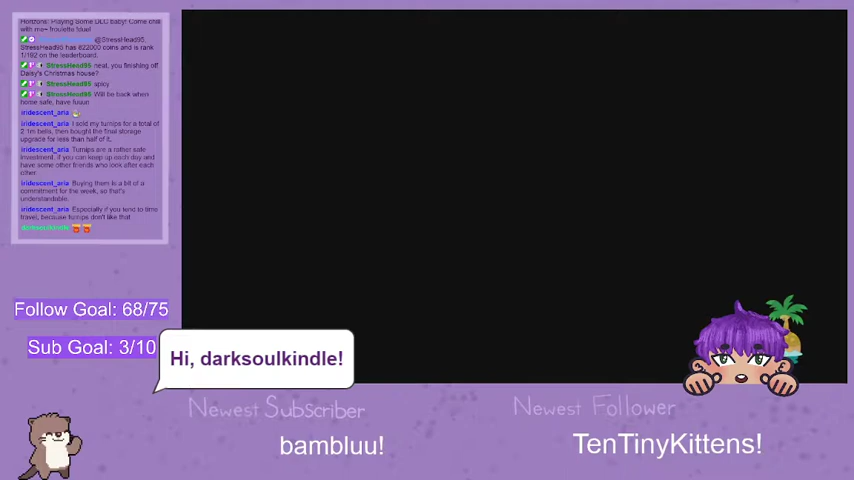 Horizons: Playing Some DLC baby! Come chill
with me~ !roulette !duel
@StressHead95,
StressHead95 has 822000 coins and is rank
1/192 on the leaderboard.
StressHead95 neat, you finishing off
Daisy's Christmas house?
StressHead95 spicy
StressHead95 Will be back when
home safe, have fuuun
iridescent_aria
iridescent_aria I sold my turnips for a total of
2.1m bells, then bought the final storage
upgrade for less than half of it.
iridescent_aria Turnips are a rather safe
investment, if you can keep up each day and
have some other friends who look after each
other.
iridescent_aria Buying them is a bit of a
commitment for the week, so that's
understandable.
iridescent_aria Especially if you tend to time
travel, because turnips don't like that
darksoulkindle
Follow Goal: 68/75
Sub Goal: 3/10
Hi, darksoulkindle!
Newest Subscriber
Newest Follower
bambluu!
TenTinyKittens!